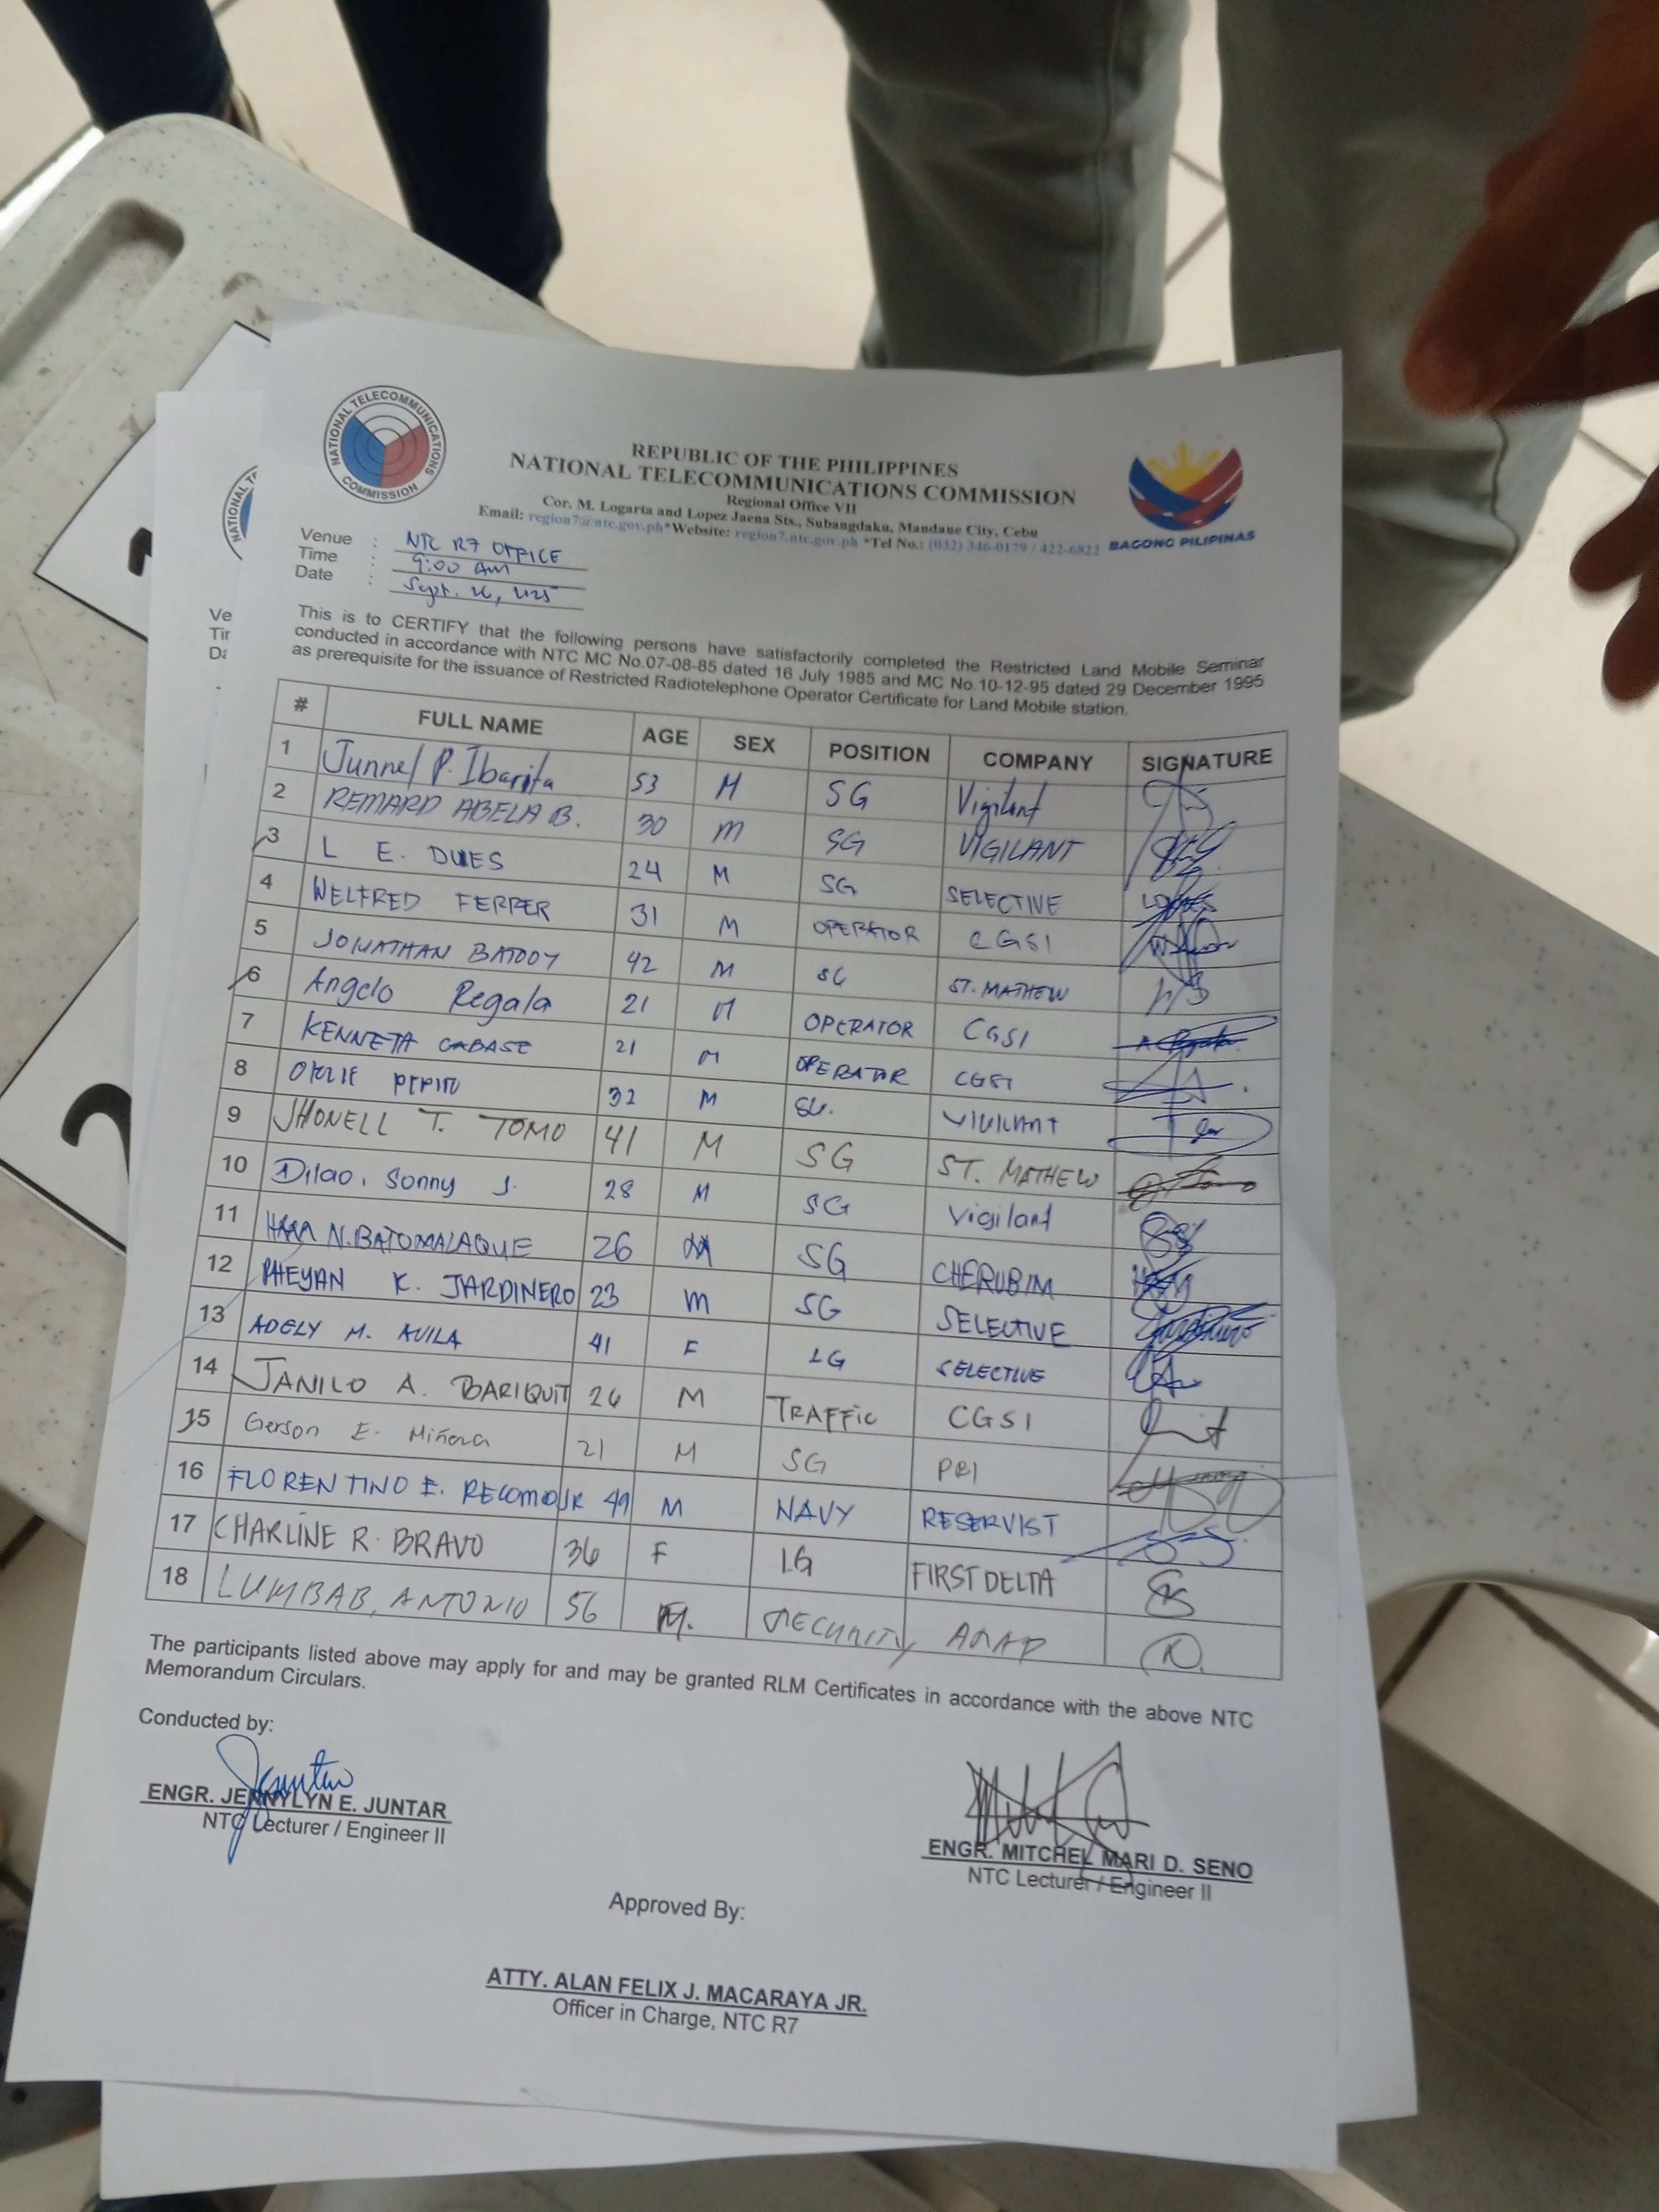 NATIONAL TELECOMMUNICATIONS COMMISSION
REPUBLIC OF THE PHILIPPINES
NATIONAL TELECOMMUNICATIONS COMMISSION
Regional Office VII
Cor. M. Logarta and Lopez Jaena Sts., Subangdaku, Mandaue City, Cebu
Email: region7@ntc.gov.ph*Website: region7.ntc.gov.ph *Tel No.: (032) 346-0179 / 422-6822
BAGONG PILIPINAS
Venue : NTC R7 OFFICE
Time : 9:00 AM
Date : Sept. 26, 2025
This is to CERTIFY that the following persons have satisfactorily completed the Restricted Land Mobile Seminar
conducted in accordance with NTC MC No.07-08-85 dated 16 July 1985 and MC No.10-12-95 dated 29 December 1995
as prerequisite for the issuance of Restricted Radiotelephone Operator Certificate for Land Mobile station.
# FULL NAME AGE SEX POSITION COMPANY SIGNATURE
1 Junnel P. Ibarita 53 M SG Vigilant
2 REMARD ABELA B. 30 M SG VIGILANT
3 L E. DUES 24 M SG SELECTIVE
4 WELFRED FERRER 31 M OPERATOR CGSI
5 JONATHAN BATOOY 42 M SG ST. MATHEW
6 Angelo Regala 21 M OPERATOR CGSI
7 KENNETH CABASE 21 M OPERATOR CGSI
8 PEPITO 32 M SG. VIGILANT
9 JHONELL T. TOMO 41 M SG ST. MATHEW
10 Dilao, Sonny J. 28 M SG Vigilant
11 N. BATOMALAQUE 26 M SG CHERUBIM
12 RHEYAN K. JARDINERO 23 M SG SELECTIVE
13 ADELY M. AVILA 41 F LG SELECTIVE
14 JANILO A. BARIQUIT 26 M TRAFFIC CGSI
15 Gerson E. Miñoza 21 M SG PBI
16 FLORENTINO E. RECOMO JR 49 M NAVY RESERVIST
17 CHARLINE R. BRAVO 36 F LG FIRST DELTA
18 LUMBAB, ANTONIO 56 M. SECURITY
The participants listed above may apply for and may be granted RLM Certificates in accordance with the above NTC
Memorandum Circulars.
Conducted by:
ENGR. JENNYLYN E. JUNTAR
NTC Lecturer / Engineer II
ENGR. MITCHEL MARI D. SENO
NTC Lecturer / Engineer II
Approved By:
ATTY. ALAN FELIX J. MACARAYA JR.
Officer in Charge, NTC R7